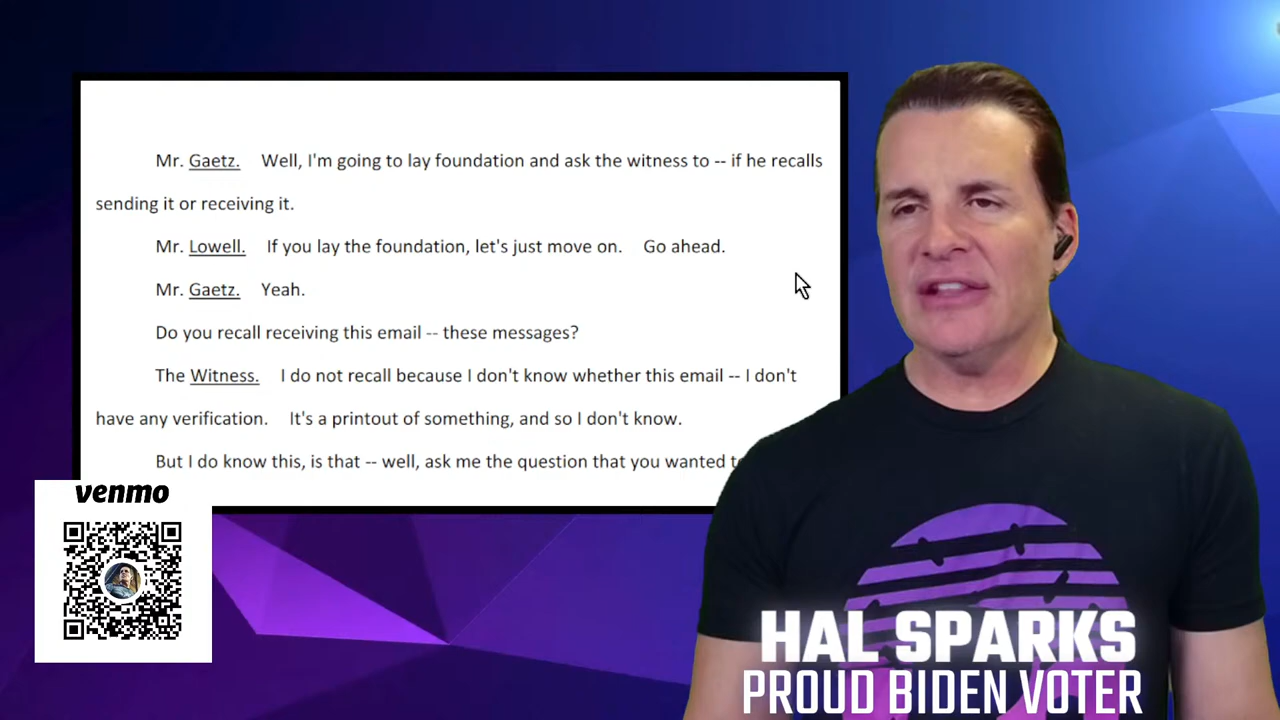 Mr. Gaetz. Well, I'm going to lay foundation and ask the witness to -- if he recalls
sending it or receiving it.
Mr. Lowell. If you lay the foundation, let's just move on. Go ahead.
Mr. Gaetz. Yeah.
Do you recall receiving this email -- these messages?
The Witness. I do not recall because I don't know whether this email -- I don't
have any verification. It's a printout of something, and so I don't know.
But I do know this, is that -- well, ask me the question that you wanted
venmo
HAL SPARKS
PROUD BIDEN VOTER